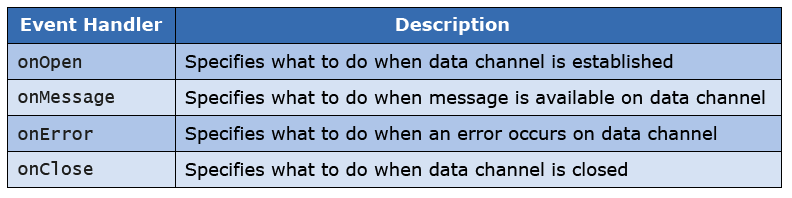 Event Handler Description
onOpen Specifies what to do when data channel is established
onMessage Specifies what to do when message is available on data channel
onError Specifies what to do when an error occurs on data channel
onClose Specifies what to do when data channel is closed